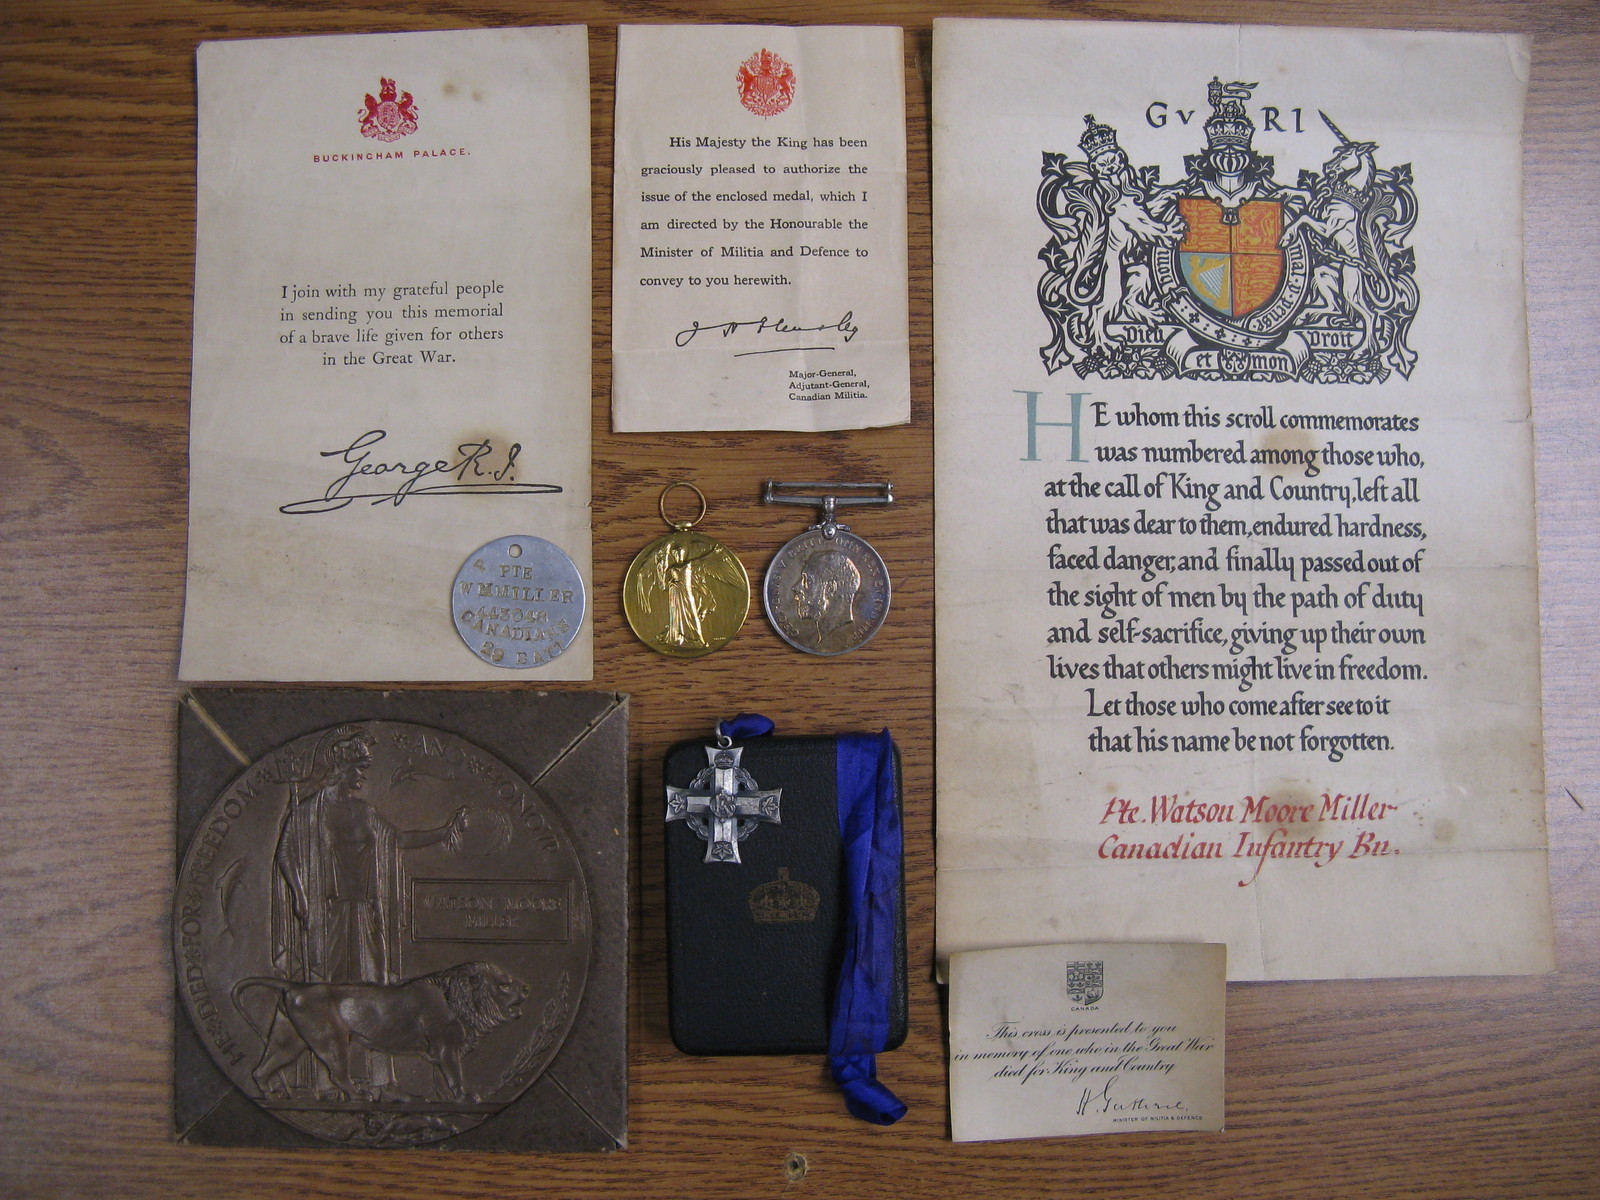 BUCKINGHAM PALACE.
I join with my grateful people
in sending you this memorial
of a brave life given for others
in the Great War.
George R.I.
His Majesty the King has been
graciously pleased to authorize the
issue of the enclosed medal, which I
am directed by the Honourable the
Minister of Militia and Defence to
convey to you herewith.
Major-General,
Adjutant-General,
Canadian Militia.
GV RI
Dieu et mon Droit
HE whom this scroll commemorates
was numbered among those who,
at the call of King and Country, left all
that was dear to them, endured hardness,
faced danger, and finally passed out of
the sight of men by the path of duty
and self-sacrifice, giving up their own
lives that others might live in freedom.
Let those who come after see to it
that his name be not forgotten.
Pte. Watson Moore Miller
Canadian Infantry Bn.
PTE
W M MILLER
CANADIANS
29 BATT
HE DIED FOR FREEDOM AND HONOUR
WATSON MOORE
MILLER
CANADA
This cross is presented to you
in memory of one who in the Great War
died for King and Country
H. Guthrie.
MINISTER OF MILITIA & DEFENCE